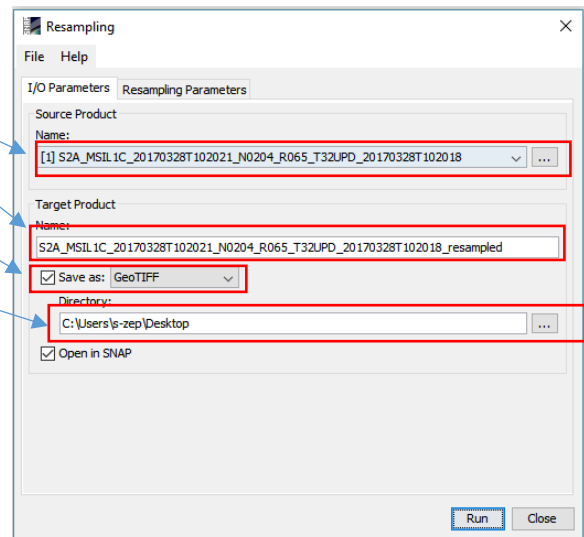 Resampling
File Help
I/O Parameters Resampling Parameters
Source Product
Name:
[1] S2A_MSIL1C_20170328T102021_N0204_R065_T32UPD_20170328T102018
...
Target Product
Name:
S2A_MSIL1C_20170328T102021_N0204_R065_T32UPD_20170328T102018_resampled
Save as: GeoTIFF
Directory:
C:\Users\s-zep\Desktop
...
Open in SNAP
Run Close